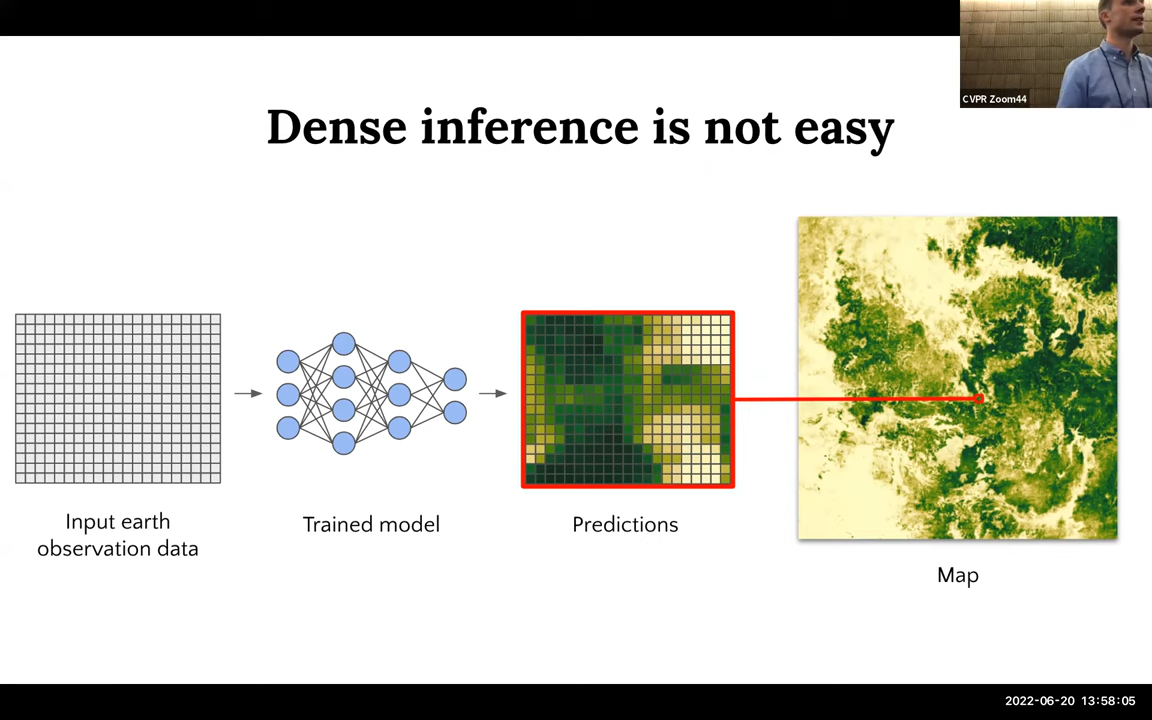 CVPR Zoom44
Dense inference is not easy
Input earth
observation data
Trained model
Predictions
Map
2022-06-20 13:58:05